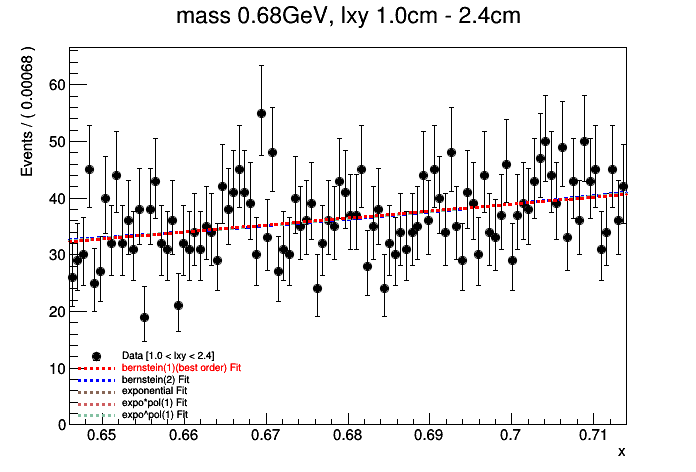 mass 0.68GeV, lxy 1.0cm - 2.4cm
Events / ( 0.00068 )
60
50
40
30
20
10
0
Data [1.0 < lxy < 2.4]
bernstein(1)(best order) Fit
bernstein(2) Fit
exponential Fit
expo*pol(1) Fit
expo^pol(1) Fit
0.65 0.66 0.67 0.68 0.69 0.7 0.71
x